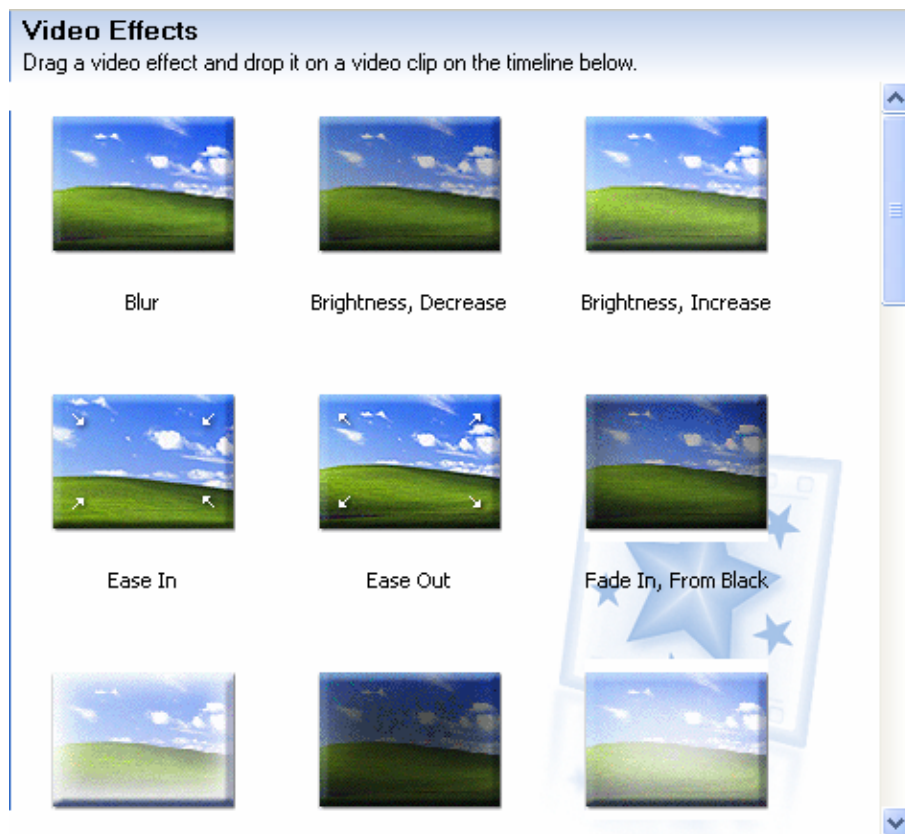 Video Effects
Drag a video effect and drop it on a video clip on the timeline below.
Blur
Brightness, Decrease
Brightness, Increase
Ease In
Ease Out
Fade In, From Black